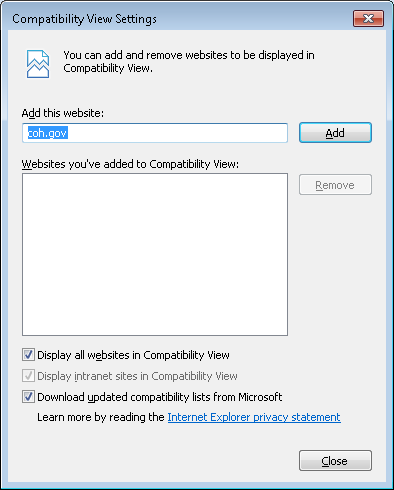 Compatibility View Settings
You can add and remove websites to be displayed in
Compatibility View.
Add this website:
coh.gov
Add
Websites you've added to Compatibility View:
Remove
Display all websites in Compatibility View
Display intranet sites in Compatibility View
Download updated compatibility lists from Microsoft
Learn more by reading the Internet Explorer privacy statement
Close